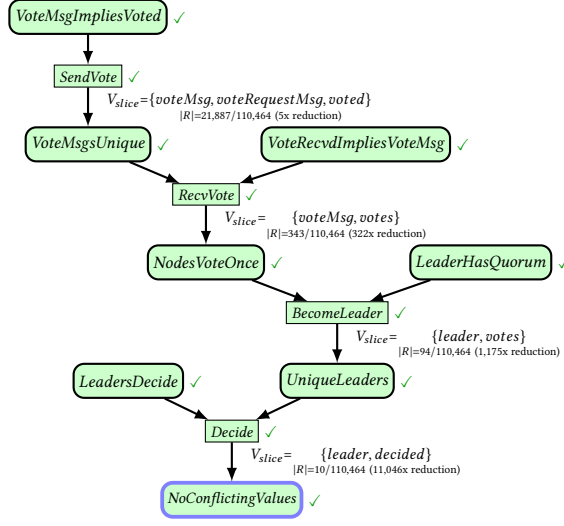 VoteMsgImpliesVoted ✓
SendVote ✓
V_slice={voteMsg, voteRequestMsg, voted}
|R|=21,887/110,464 (5x reduction)
VoteMsgsUnique ✓ VoteRecvdImpliesVoteMsg ✓
RecvVote ✓
V_slice= {voteMsg, votes}
|R|=343/110,464 (322x reduction)
NodesVoteOnce ✓ LeaderHasQuorum ✓
BecomeLeader ✓
V_slice= {leader, votes}
|R|=94/110,464 (1,175x reduction)
LeadersDecide ✓ UniqueLeaders ✓
Decide ✓
V_slice= {leader, decided}
|R|=10/110,464 (11,046x reduction)
NoConflictingValues ✓